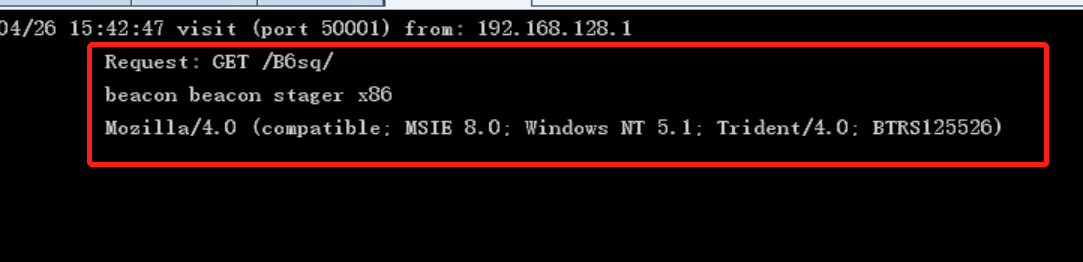 04/26 15:42:47 visit (port 50001) from: 192.168.128.1
Request: GET /B6sq/
beacon beacon stager x86
Mozilla/4.0 (compatible; MSIE 8.0; Windows NT 5.1; Trident/4.0; BTRS125526)